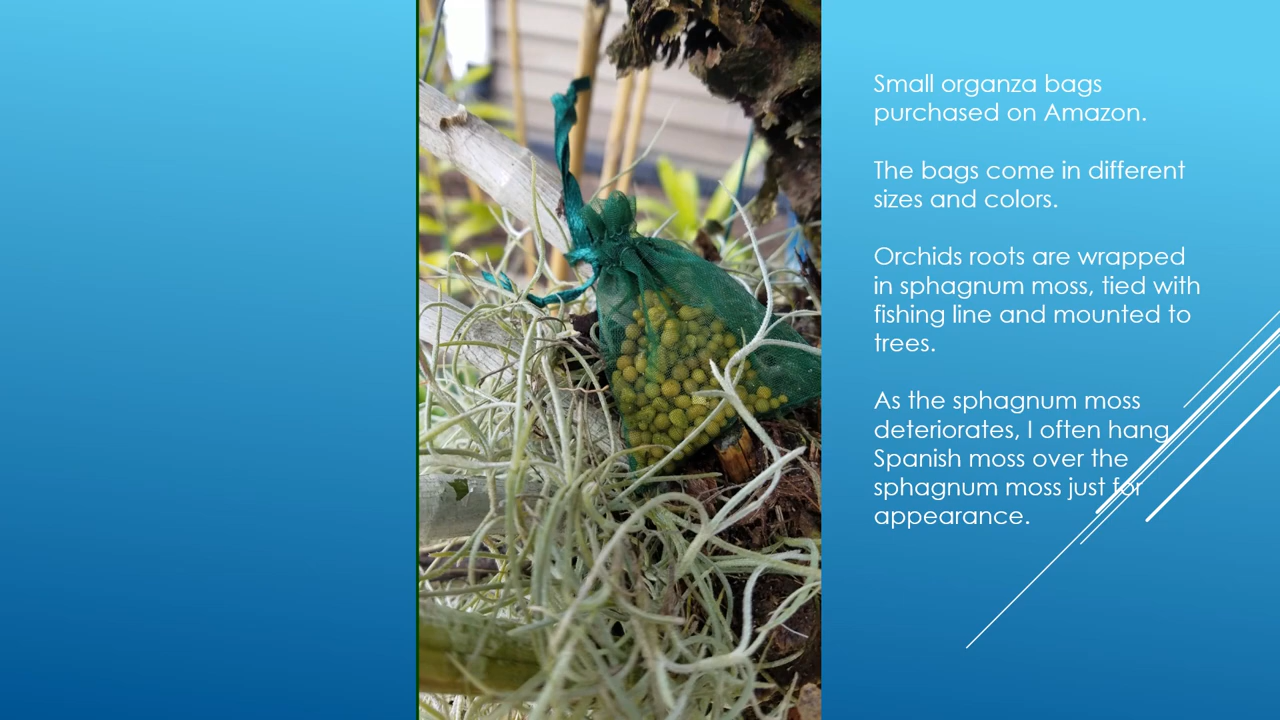 Small organza bags
purchased on Amazon.
The bags come in different
sizes and colors.
Orchids roots are wrapped
in sphagnum moss, tied with
fishing line and mounted to
trees.
As the sphagnum moss
deteriorates, I often hang
Spanish moss over the
sphagnum moss just for
appearance.